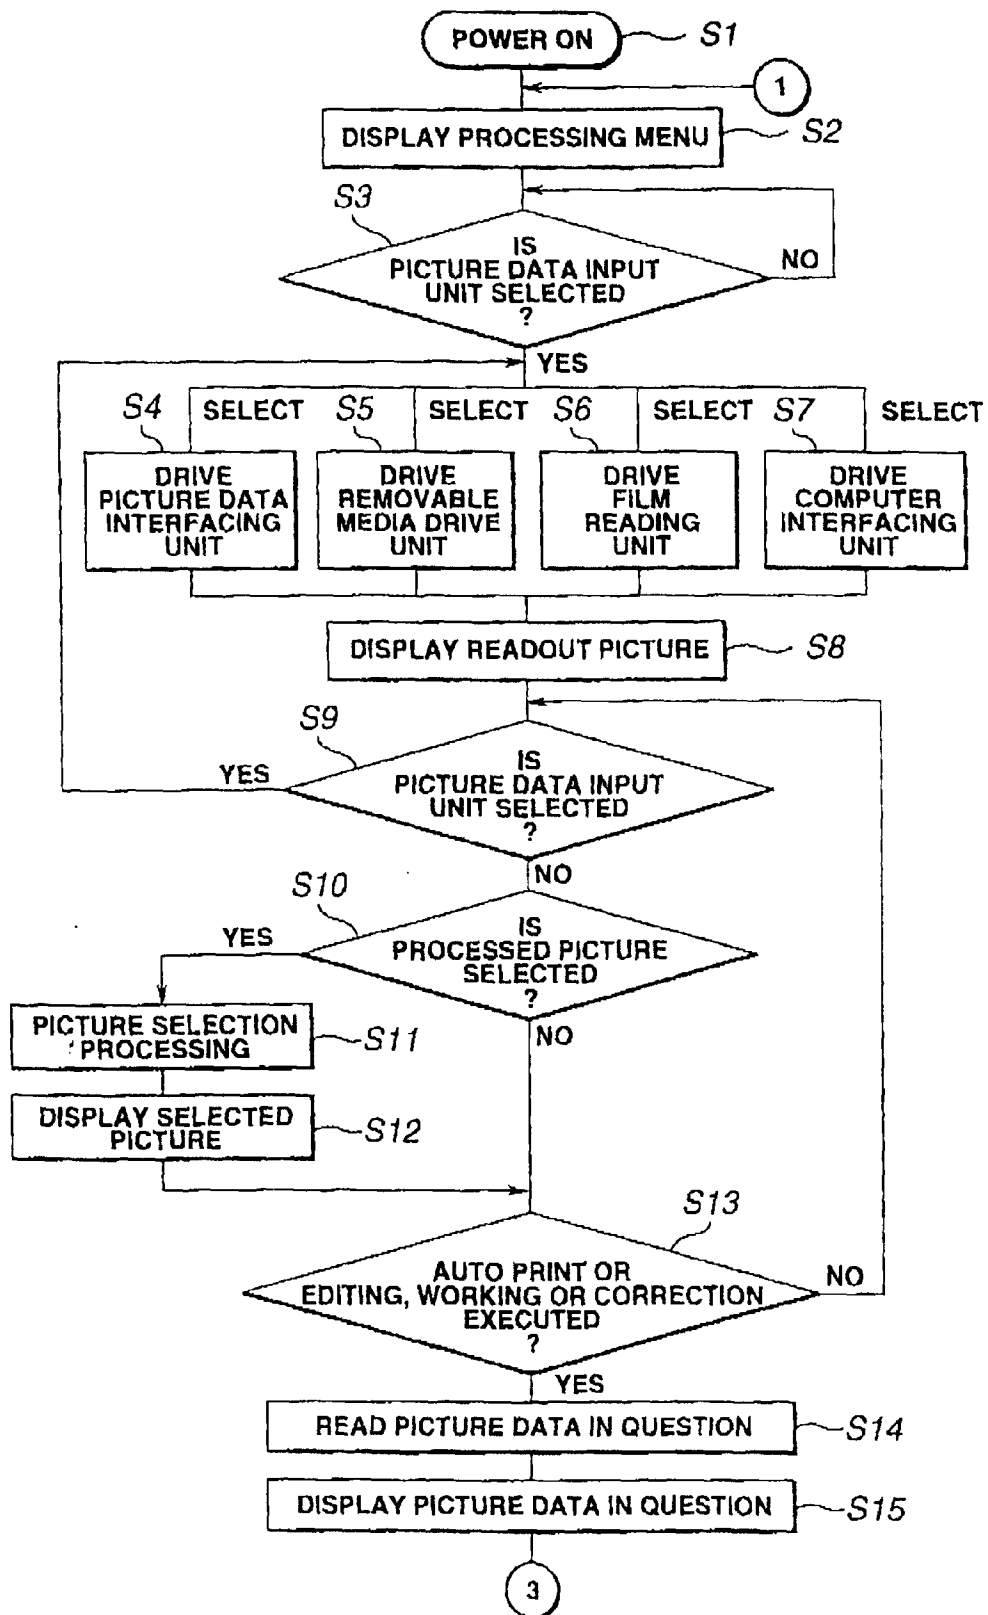 POWER ON
S1
1
DISPLAY PROCESSING MENU
S2
S3
IS
PICTURE DATA INPUT
UNIT SELECTED
?
NO
YES
S4
SELECT
S5
SELECT
S6
SELECT
S7
SELECT
DRIVE
PICTURE DATA
INTERFACING
UNIT
DRIVE
REMOVABLE
MEDIA DRIVE
UNIT
DRIVE
FILM
READING
UNIT
DRIVE
COMPUTER
INTERFACING
UNIT
DISPLAY READOUT PICTURE
S8
S9
YES
IS
PICTURE DATA INPUT
UNIT SELECTED
?
NO
S10
YES
IS
PROCESSED PICTURE
SELECTED
?
NO
PICTURE SELECTION
PROCESSING
S11
DISPLAY SELECTED
PICTURE
S12
S13
AUTO PRINT OR
EDITING, WORKING OR CORRECTION
EXECUTED
?
NO
YES
READ PICTURE DATA IN QUESTION
S14
DISPLAY PICTURE DATA IN QUESTION
S15
3